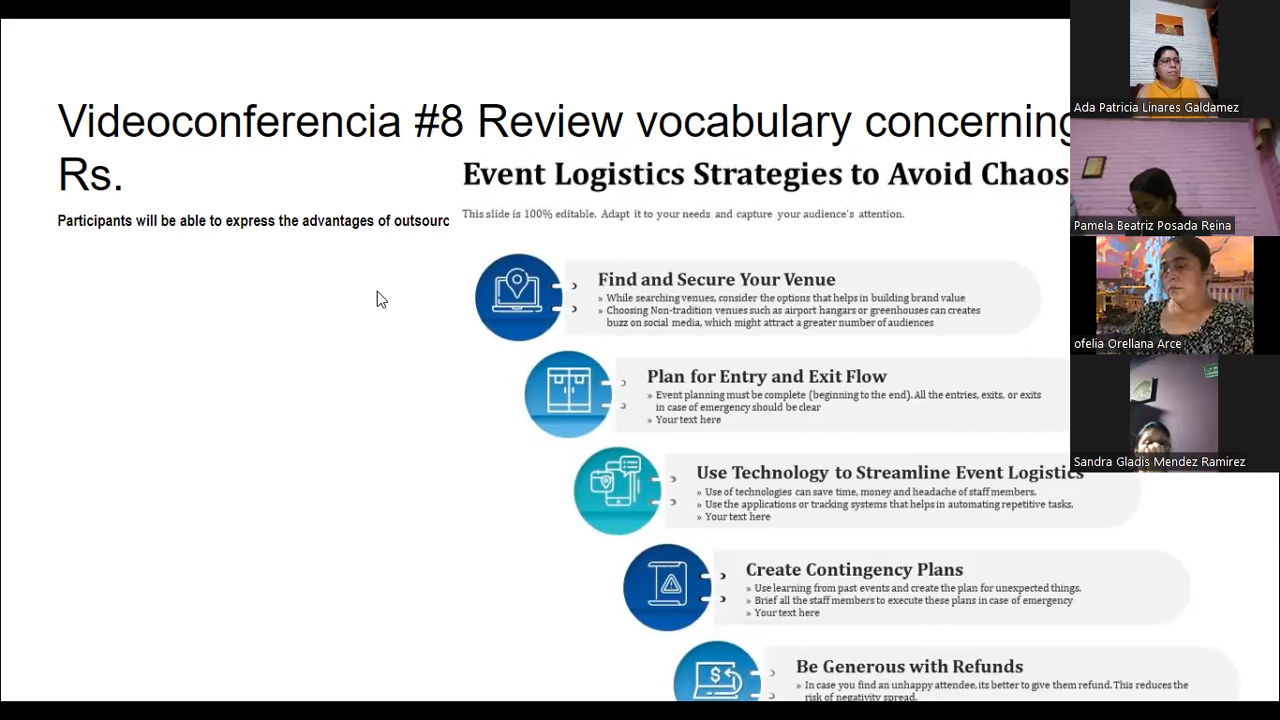 Videoconferencia #8 Review vocabulary concerning
Rs.
Participants will be able to express the advantages of outsourc
Event Logistics Strategies to Avoid Chaos
This slide is 100% editable. Adapt it to your needs and capture your audience's attention.
Find and Secure Your Venue
» While searching venues, consider the options that helps in building brand value
» Choosing Non-tradition venues such as airport hangars or greenhouses can creates
buzz on social media, which might attract a greater number of audiences
Plan for Entry and Exit Flow
» Event planning must be complete (beginning to the end). All the entries, exits, or exits
in case of emergency should be clear
» Your text here
Use Technology to Streamline Event Logistics
» Use of technologies can save time, money and headache of staff members.
» Use the applications or tracking systems that helps in automating repetitive tasks.
» Your text here
Create Contingency Plans
» Use learning from past events and create the plan for unexpected things.
» Brief all the staff members to execute these plans in case of emergency
» Your text here
Be Generous with Refunds
» In case you find an unhappy attendee, its better to give them refund. This reduces the
risk of negativity spread.
Ada Patricia Linares Galdamez
Pamela Beatriz Posada Reina
ofelia Orellana Arce
Sandra Gladis Mendez Ramirez